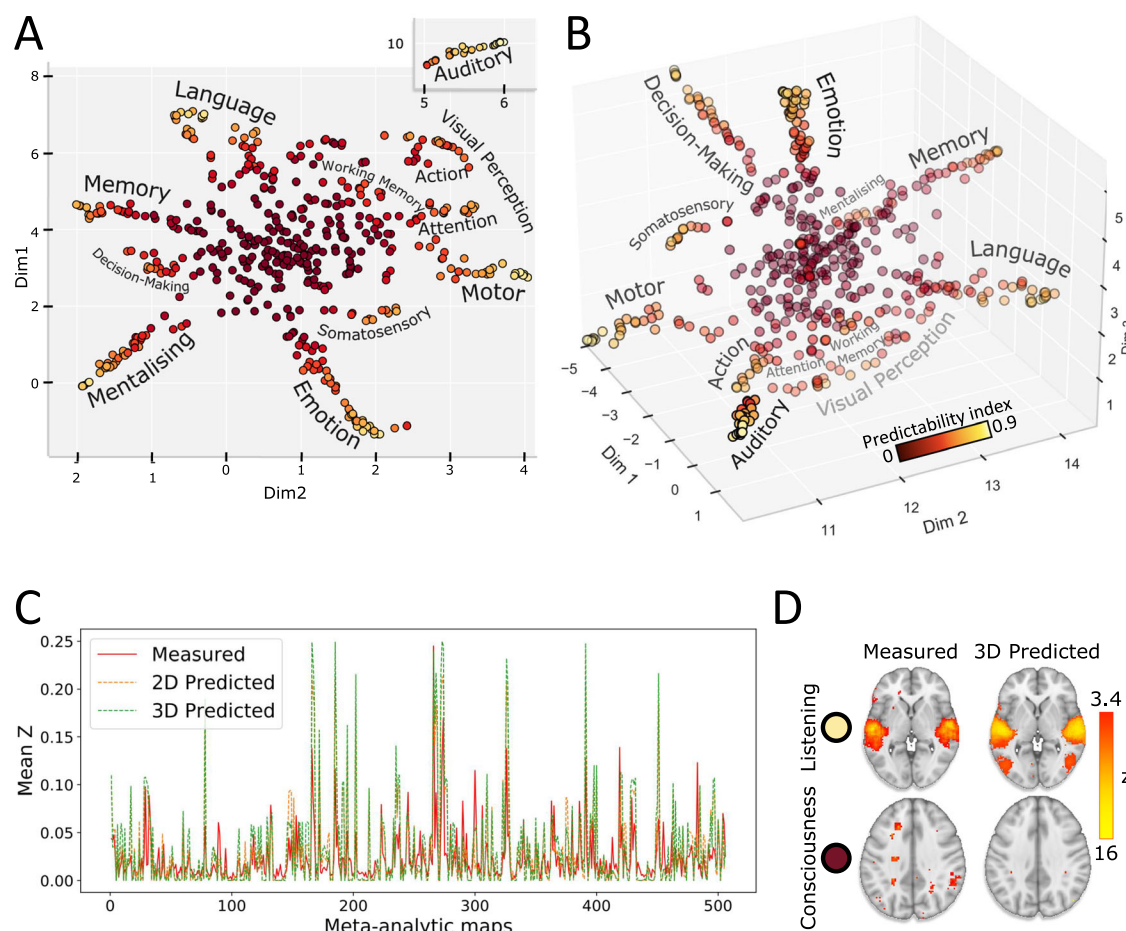 A
10
Auditory
5
6
8
Language
Visual Perception
6
Working Memory
Action
Memory
Attention
4
Decision-Making
Motor
Dim1
2
Somatosensory
Mentalising
Emotion
0
2
1
0
1
2
3
4
Dim2
B
Decision-Making
Emotion
Memory
Mentalising
Somatosensory
Language
Motor
Action
Working
Memory
Attention
Visual Perception
Auditory
Predictability index
0
0.9
5
4
3
2
1
−5
−4
−3
−2
−1
0
1
Dim 1
11
12
13
14
Dim 2
C
0.25
0.20
0.15
0.10
0.05
0.00
Mean Z
Measured
2D Predicted
3D Predicted
0
100
200
300
400
500
Meta-analytic maps
D
Measured
3D Predicted
Listening
Consciousness
3.4
16